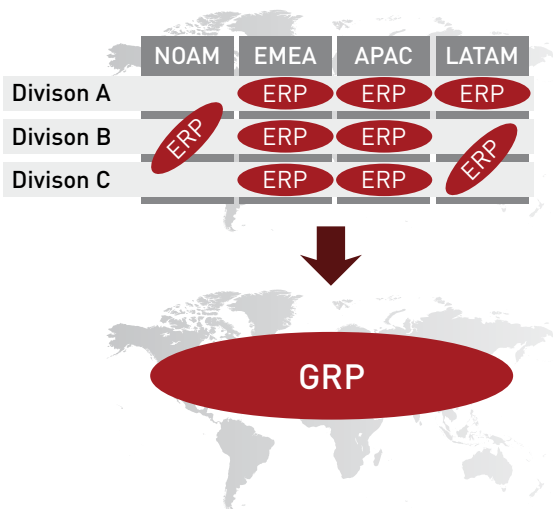 NOAM EMEA APAC LATAM
Divison A ERP ERP ERP
ERP
Divison B ERP ERP
ERP
Divison C ERP ERP
GRP